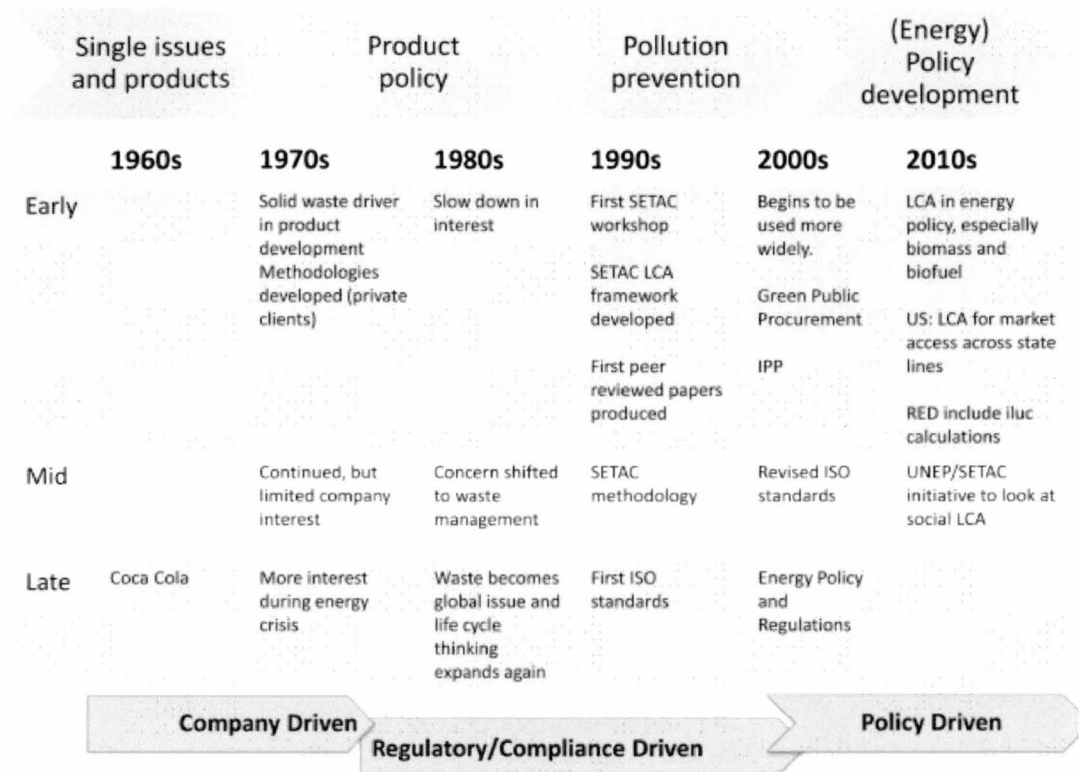 Single issues
and products
Product
policy
Pollution
prevention
(Energy)
Policy
development
1960s
1970s
1980s
1990s
2000s
2010s
Early
Solid waste driver
in product
development
Methodologies
developed (private
clients)
Slow down in
interest
First SETAC
workshop
SETAC LCA
framework
developed
First peer
reviewed papers
produced
Begins to be
used more
widely.
Green Public
Procurement
IPP
LCA in energy
policy, especially
biomass and
biofuel
US: LCA for market
access across state
lines
RED include iluc
calculations
Mid
Continued, but
limited company
interest
Concern shifted
to waste
management
SETAC
methodology
Revised ISO
standards
UNEP/SETAC
initiative to look at
social LCA
Late
Coca Cola
More interest
during energy
crisis
Waste becomes
global issue and
life cycle
thinking
expands again
First ISO
standards
Energy Policy
and
Regulations
Company Driven
Regulatory/Compliance Driven
Policy Driven